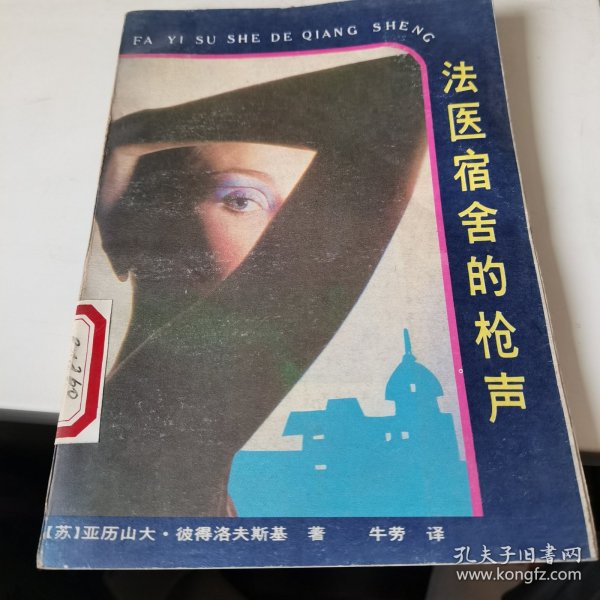 FA YI SU SHE DE QIANG SHENG
法医宿舍的枪声
[苏]亚历山大·彼得洛夫斯基 著 牛劳 译
孔夫子旧书网
www.kongfz.com